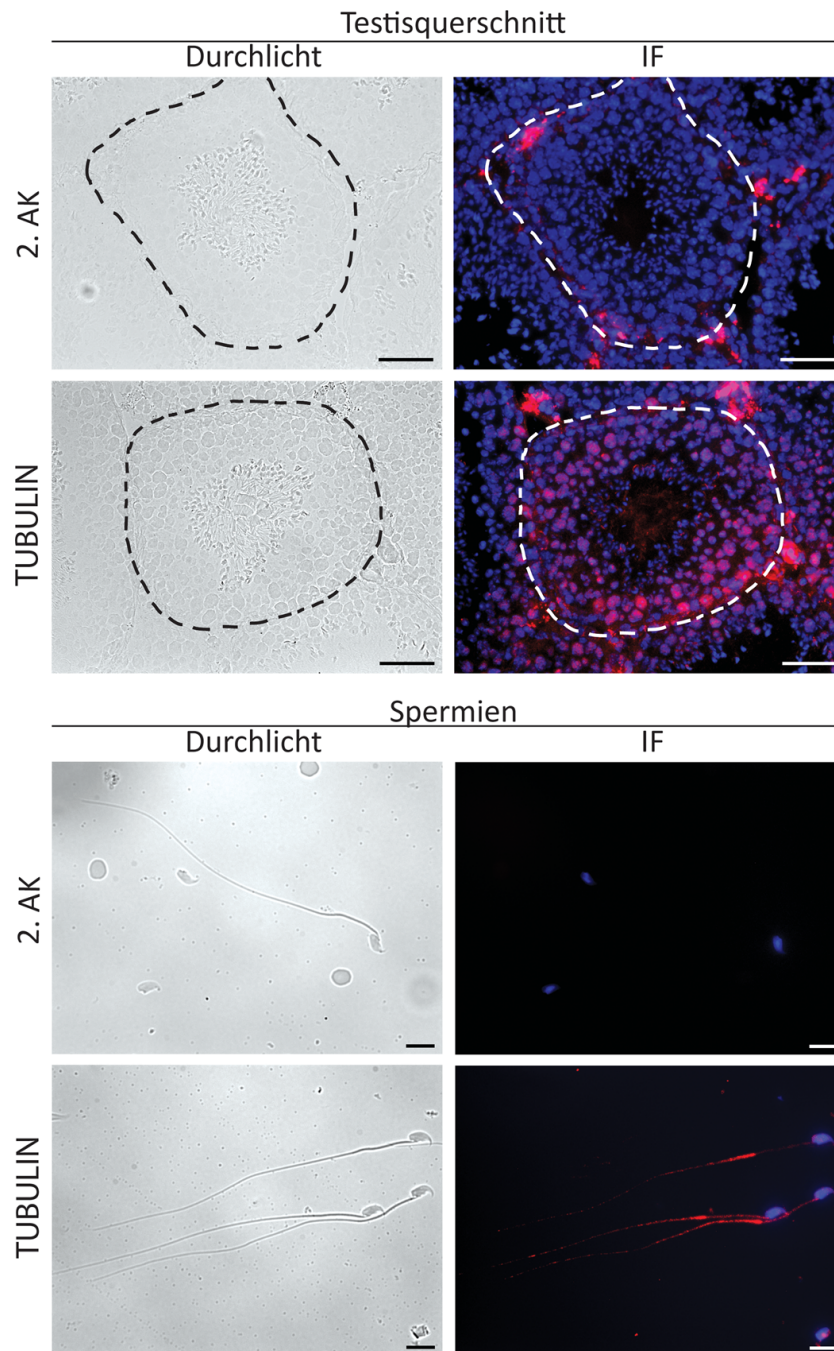 Testisquerschnitt
Durchlicht IF
2. AK
TUBULIN
Spermien
Durchlicht IF
2. AK
TUBULIN